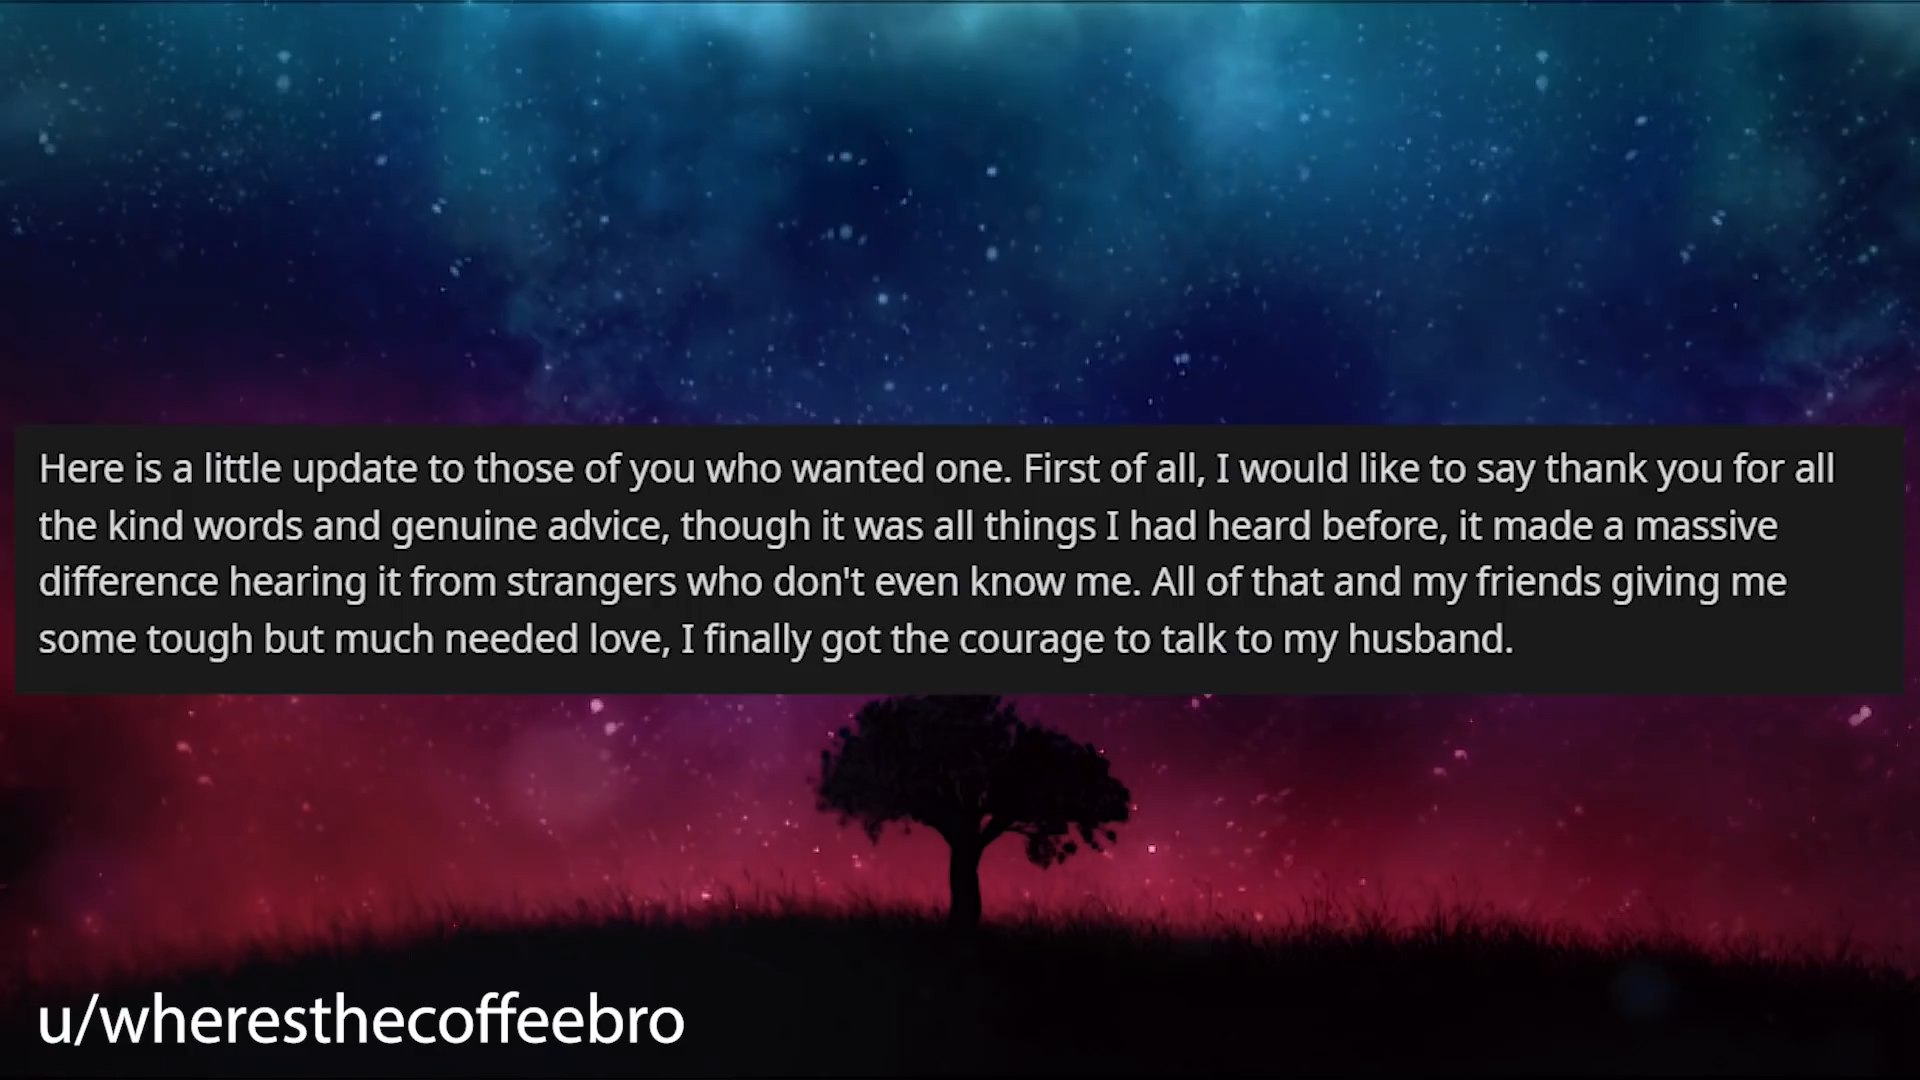 Here is a little update to those of you who wanted one. First of all, I would like to say thank you for all
the kind words and genuine advice, though it was all things I had heard before, it made a massive
difference hearing it from strangers who don't even know me. All of that and my friends giving me
some tough but much needed love, I finally got the courage to talk to my husband.
u/wheresthecoffeebro